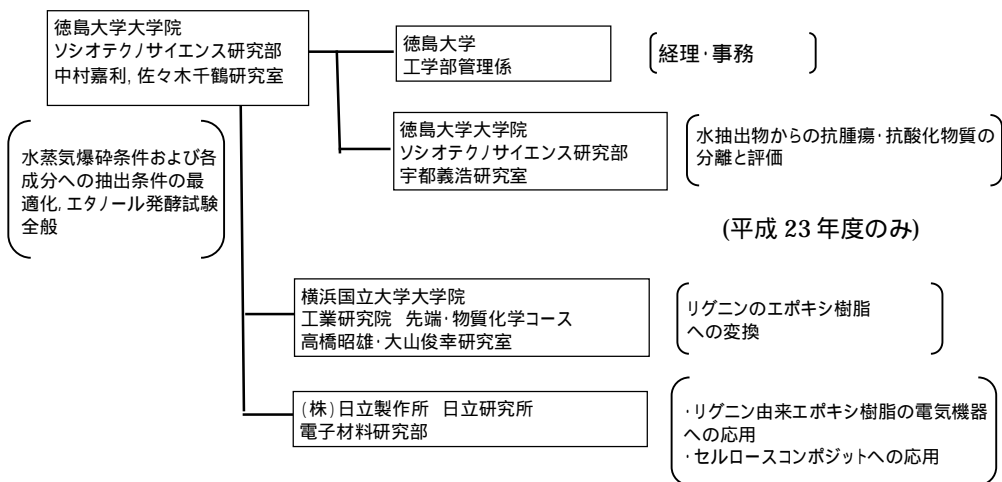 徳島大学大学院
ソシオテクノサイエンス研究部
中村嘉利, 佐々木千鶴研究室
徳島大学
工学部管理係
経理・事務
水蒸気爆砕条件および各
成分への抽出条件の最
適化, エタノール発酵試験
全般
徳島大学大学院
ソシオテクノサイエンス研究部
宇都義浩研究室
水抽出物からの抗腫瘍・抗酸化物質の
分離と評価
(平成 23 年度のみ)
横浜国立大学大学院
工業研究院 先端・物質化学コース
高橋昭雄・大山俊幸研究室
リグニンのエポキシ樹脂
への変換
(株)日立製作所 日立研究所
電子材料研究部
・リグニン由来エポキシ樹脂の電気機器
への応用
・セルロースコンポジットへの応用